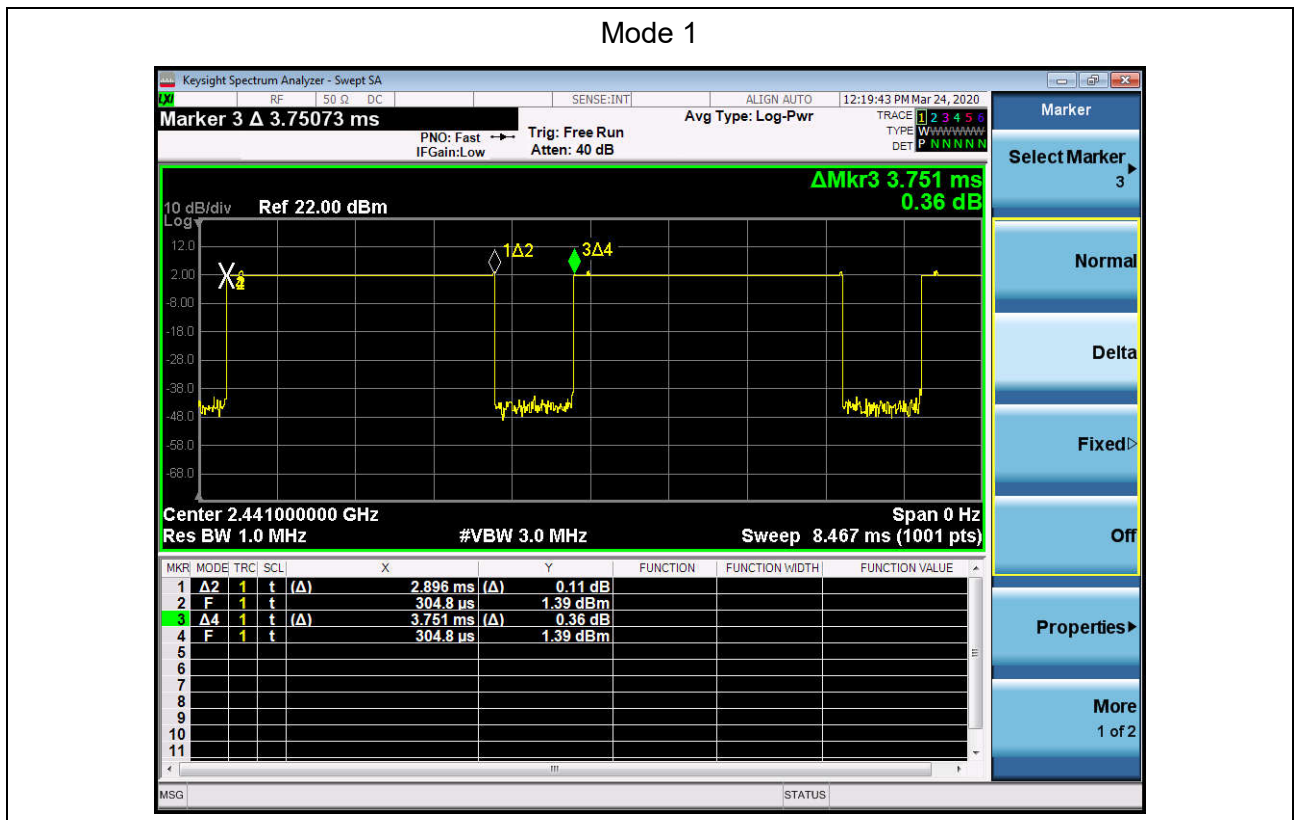 Mode 1
Keysight Spectrum Analyzer - Swept SA
LXI RF 50 Ω DC SENSE:INT ALIGN AUTO 12:19:43 PM Mar 24, 2020
Marker 3 Δ 3.75073 ms
PNO: Fast
IFGain:Low
Trig: Free Run
Atten: 40 dB
Avg Type: Log-Pwr
TRACE 1 2 3 4 5 6
TYPE WWWWWW
DET P N N N N N
ΔMkr3 3.751 ms
0.36 dB
10 dB/div Ref 22.00 dBm
Log
12.0
2.00
-8.00
-18.0
-28.0
-38.0
-48.0
-58.0
-68.0
1Δ2
3Δ4
Center 2.441000000 GHz Span 0 Hz
Res BW 1.0 MHz #VBW 3.0 MHz Sweep 8.467 ms (1001 pts)
MKR MODE TRC SCL X Y FUNCTION FUNCTION WIDTH FUNCTION VALUE
1 Δ2 1 t (Δ) 2.896 ms (Δ) 0.11 dB
2 F 1 t 304.8 µs 1.39 dBm
3 Δ4 1 t (Δ) 3.751 ms (Δ) 0.36 dB
4 F 1 t 304.8 µs 1.39 dBm
5
6
7
8
9
10
11
MSG STATUS
Marker
Select Marker
3
Normal
Delta
Fixed
Off
Properties
More
1 of 2